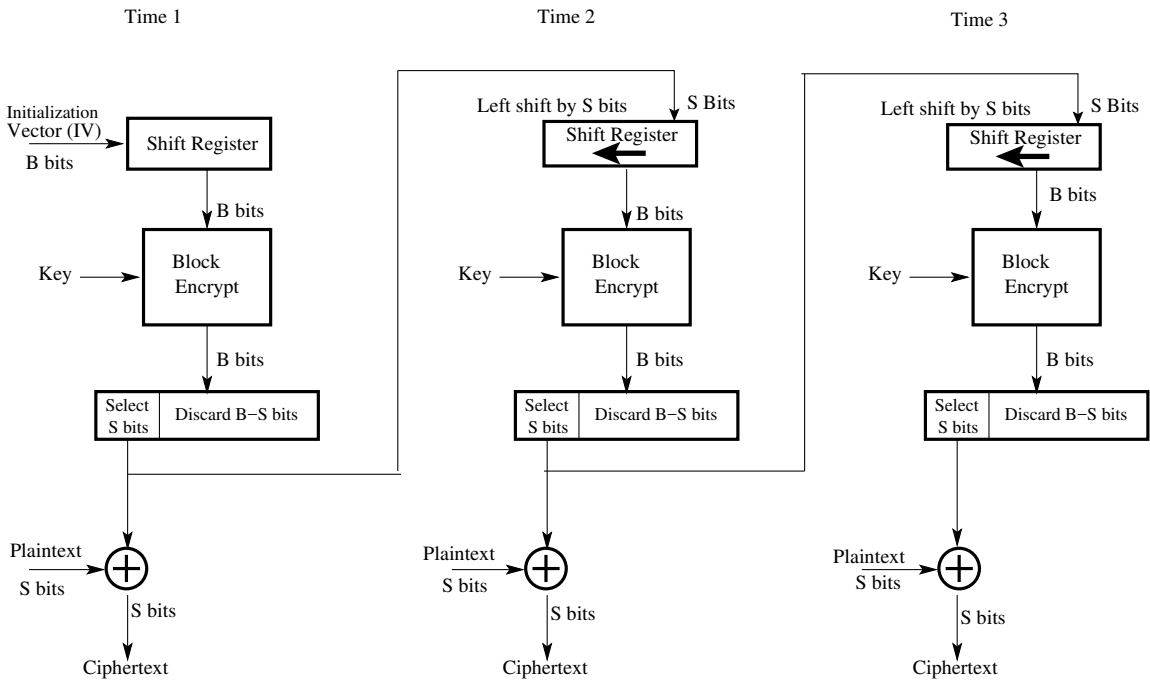 Time 1
Time 2
Time 3
Initialization
Vector (IV)
B bits
Shift Register
B bits
Key
Block
Encrypt
B bits
Select
S bits
Discard B−S bits
Plaintext
S bits
S bits
Ciphertext
Left shift by S bits
S Bits
Shift Register
B bits
Key
Block
Encrypt
B bits
Select
S bits
Discard B−S bits
Plaintext
S bits
S bits
Ciphertext
Left shift by S bits
S Bits
Shift Register
B bits
Key
Block
Encrypt
B bits
Select
S bits
Discard B−S bits
Plaintext
S bits
S bits
Ciphertext